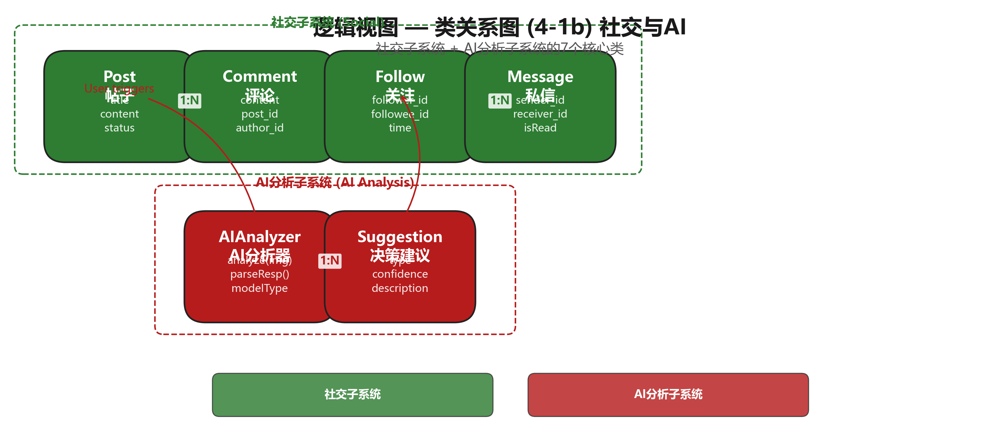 社交子系统 (Social)
逻辑视图 — 类关系图 (4-1b) 社交与AI
社交子系统 + AI分析子系统的7个核心类
Post
帖子
User triggers
title
content
status
1:N
Comment
评论
content
post_id
author_id
Follow
关注
follower_id
followee_id
time
1:N
Message
私信
sender_id
receiver_id
isRead
AI分析子系统 (AI Analysis)
AIAnalyzer
AI分析器
analyze(img)
parseResp()
modelType
1:N
Suggestion
决策建议
type
confidence
description
社交子系统
AI分析子系统